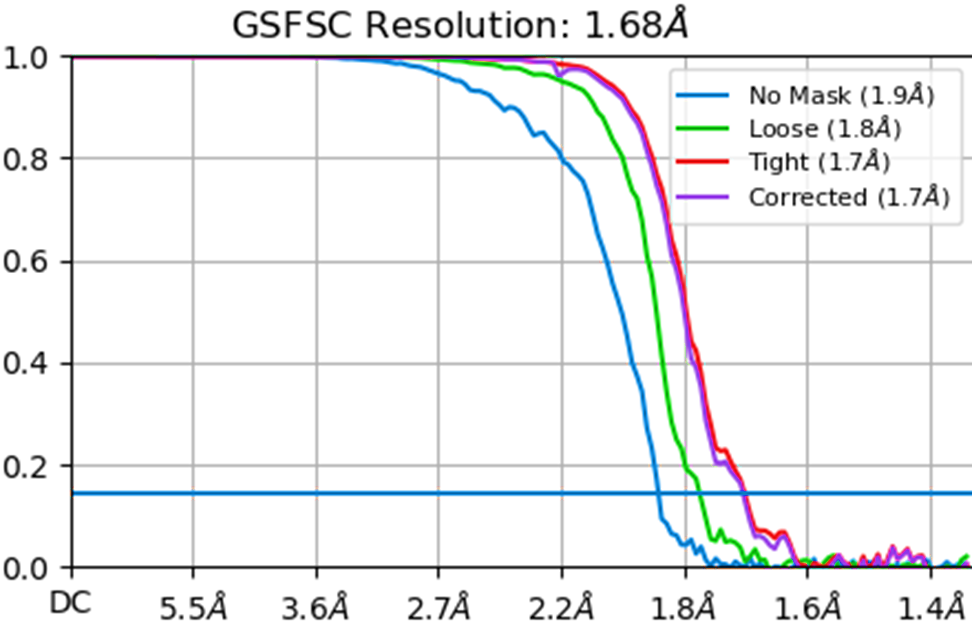 GSFSC Resolution: 1.68Å
1.0
0.8
0.6
0.4
0.2
0.0
No Mask (1.9Å)
Loose (1.8Å)
Tight (1.7Å)
Corrected (1.7Å)
DC 5.5Å 3.6Å 2.7Å 2.2Å 1.8Å 1.6Å 1.4Å